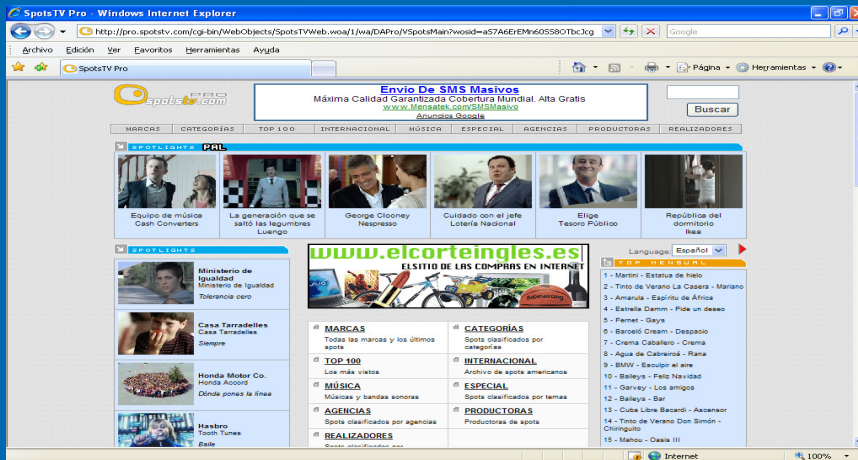 SpotsTV Pro - Windows Internet Explorer
http://pro.spotstv.com/cgi-bin/WebObjects/SpotsTVWeb.woa/1/wa/DAPro/VSpotsMain?wosid=aS7A6ErEMn60SS8OTbcJcg
Google
Archivo Edición Ver Favoritos Herramientas Ayuda
SpotsTV Pro
Página Herramientas
spotstv.com PRO
Envio De SMS Masivos
Máxima Calidad Garantizada Cobertura Mundial. Alta Gratis
www.Mensatek.com/SMSMasivo
Anuncios Google
Buscar
MARCAS CATEGORÍAS TOP 100 INTERNACIONAL MÚSICA ESPECIAL AGENCIAS PRODUCTORAS REALIZADORES
SPOTLIGHTS PAL
Equipo de música
Cash Converters
La generación que se
saltó las legumbres
Luengo
George Clooney
Nespresso
Cuidado con el jefe
Lotería Nacional
Elige
Tesoro Público
República del
dormitorio
Ikea
SPOTLIGHTS
Ministerio de
Igualdad
Ministerio de Igualdad
Tolerancia cero
Casa Tarradelles
Casa Tarradelles
Siempre
Honda Motor Co.
Honda Accord
Dónde pones la línea
Hasbro
Tooth Tunes
Baile
www.elcorteingles.es
EL SITIO DE LAS COMPRAS EN INTERNET
MARCAS
Todas las marcas y los últimos
spots
CATEGORÍAS
Spots clasificados por
categorías
TOP 100
Los más vistos
INTERNACIONAL
Archivo de spots americanos
MÚSICA
Músicas y bandas sonoras
ESPECIAL
Spots clasificados por temas
AGENCIAS
Spots clasificados por agencias
PRODUCTORAS
Productoras de spots
REALIZADORES
Language: Español
TOP MENSUAL
1 - Martini - Estatua de hielo
2 - Tinto de Verano La Casera - Mariano
3 - Amarula - Espíritu de África
4 - Estrella Damm - Pide un deseo
5 - Fernet - Gays
6 - Barceló Cream - Despacio
7 - Crema Caballero - Crema
8 - Agua de Cabreiroá - Rana
9 - BMW - Esculpir el aire
10 - Baileys - Feliz Navidad
11 - Garvey - Los amigos
12 - Baileys - Bar
13 - Cuba Libre Bacardi - Ascensor
14 - Tinto de Verano Don Simón -
Chiringuito
15 - Mahou - Oasis III
Internet
100%